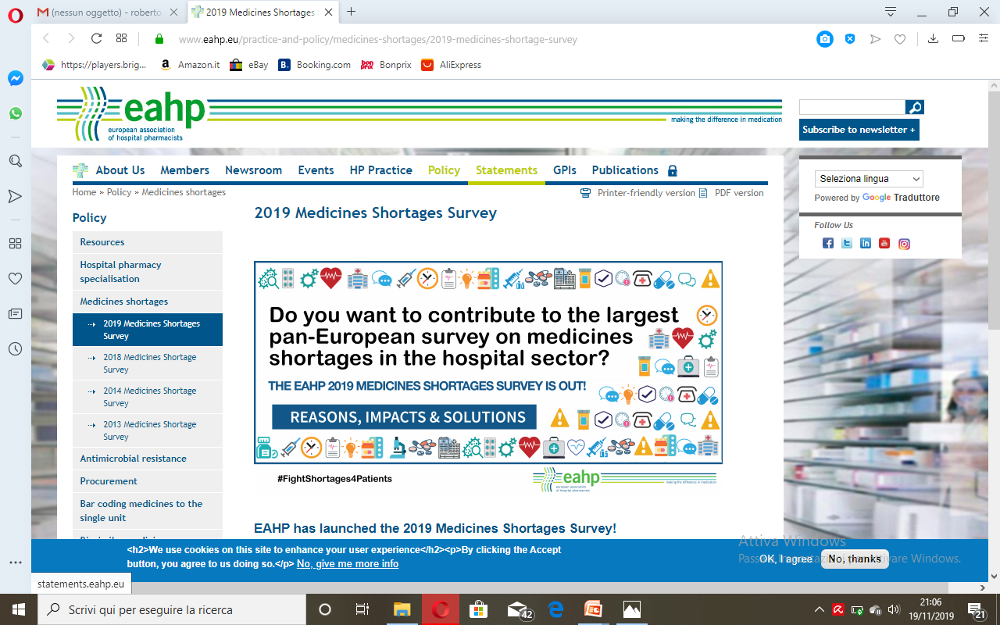 (nessun oggetto) - roberto.
2019 Medicines Shortages
www.eahp.eu/practice-and-policy/medicines-shortages/2019-medicines-shortage-survey
https://players.brig...
Amazon.it
eBay
Booking.com
Bonprix
AliExpress
eahp
european association
of hospital pharmacists
making the difference in medication
Subscribe to newsletter +
About Us
Members
Newsroom
Events
HP Practice
Policy
Statements
GPIs
Publications
Home » Policy » Medicines shortages
Printer-friendly version
PDF version
Seleziona lingua
Powered by Google Traduttore
Follow Us
Policy
Resources
Hospital pharmacy
specialisation
Medicines shortages
2019 Medicines Shortages
Survey
2018 Medicines Shortage
Survey
2014 Medicines Shortage
Survey
2013 Medicines Shortage
Survey
Antimicrobial resistance
Procurement
Bar coding medicines to the
single unit
2019 Medicines Shortages Survey
Do you want to contribute to the largest
pan-European survey on medicines
shortages in the hospital sector?
THE EAHP 2019 MEDICINES SHORTAGES SURVEY IS OUT!
REASONS, IMPACTS & SOLUTIONS
#FightShortages4Patients
eahp
european association
of hospital pharmacists
making the difference in medication
EAHP has launched the 2019 Medicines Shortages Survey!
<h2>We use cookies on this site to enhance your user experience</h2><p>By clicking the Accept
button, you agree to us doing so.</p> No, give me more info
OK, I agree
No, thanks
Attiva Windows
statements.eahp.eu
Scrivi qui per eseguire la ricerca
42
21:06
19/11/2019
21